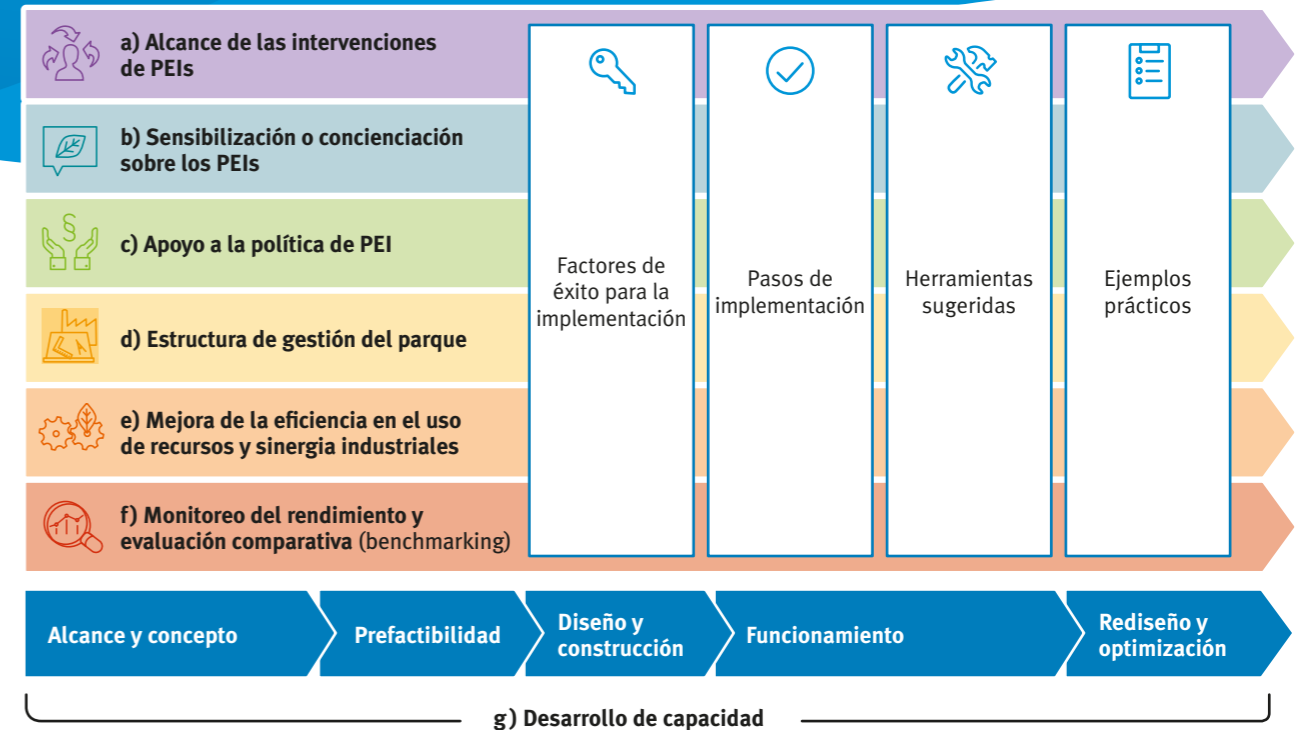 a) Alcance de las intervenciones
de PEIs
b) Sensibilización o concienciación
sobre los PEIs
c) Apoyo a la política de PEI
d) Estructura de gestión del parque
e) Mejora de la eficiencia en el uso
de recursos y sinergia industriales
f) Monitoreo del rendimiento y
evaluación comparativa (benchmarking)
Factores de
éxito para la
implementación
Pasos de
implementación
Herramientas
sugeridas
Ejemplos
prácticos
Alcance y concepto
Prefactibilidad
Diseño y
construcción
Funcionamiento
Rediseño y
optimización
g) Desarrollo de capacidad